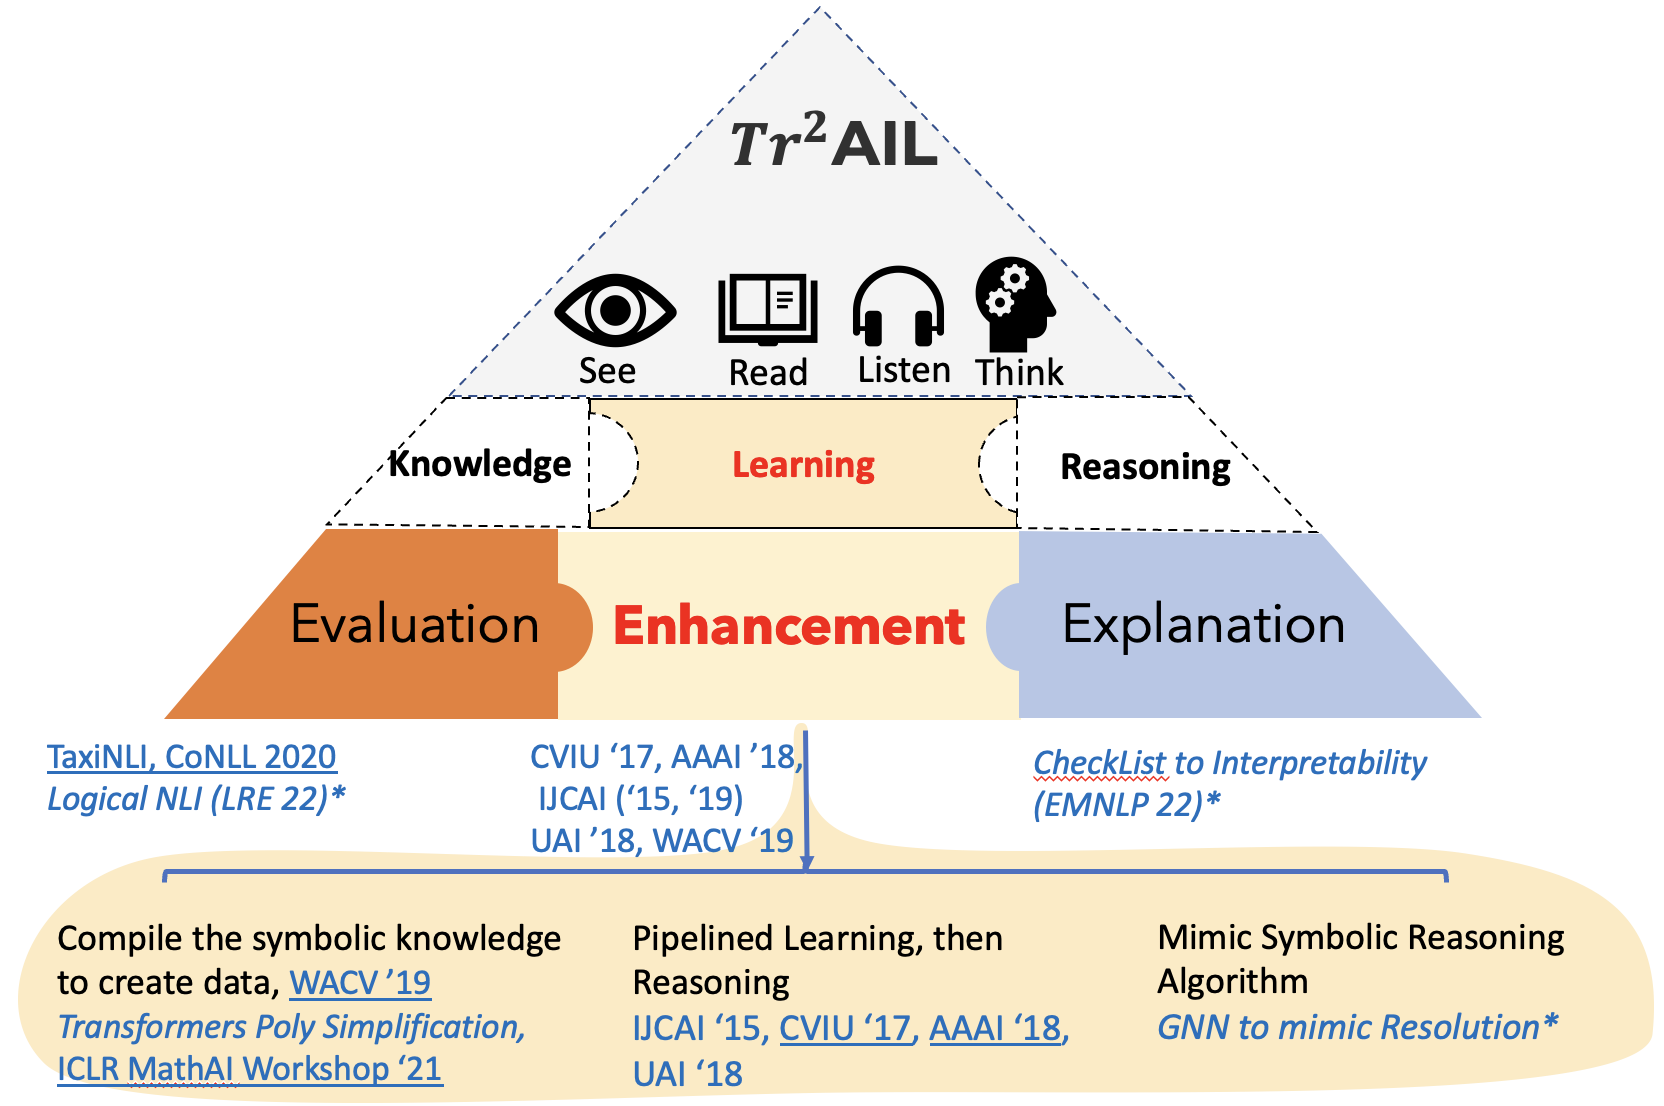 Tr²AIL
See Read Listen Think
Knowledge Learning Reasoning
Evaluation Enhancement Explanation
TaxiNLI, CoNLL 2020
Logical NLI (LRE 22)*
CVIU ‘17, AAAI ’18,
IJCAI (‘15, ‘19)
UAI ’18, WACV ‘19
CheckList to Interpretability
(EMNLP 22)*
Compile the symbolic knowledge
to create data, WACV ’19
Transformers Poly Simplification,
ICLR MathAI Workshop ‘21
Pipelined Learning, then
Reasoning
IJCAI ‘15, CVIU ‘17, AAAI ‘18,
UAI ‘18
Mimic Symbolic Reasoning
Algorithm
GNN to mimic Resolution*